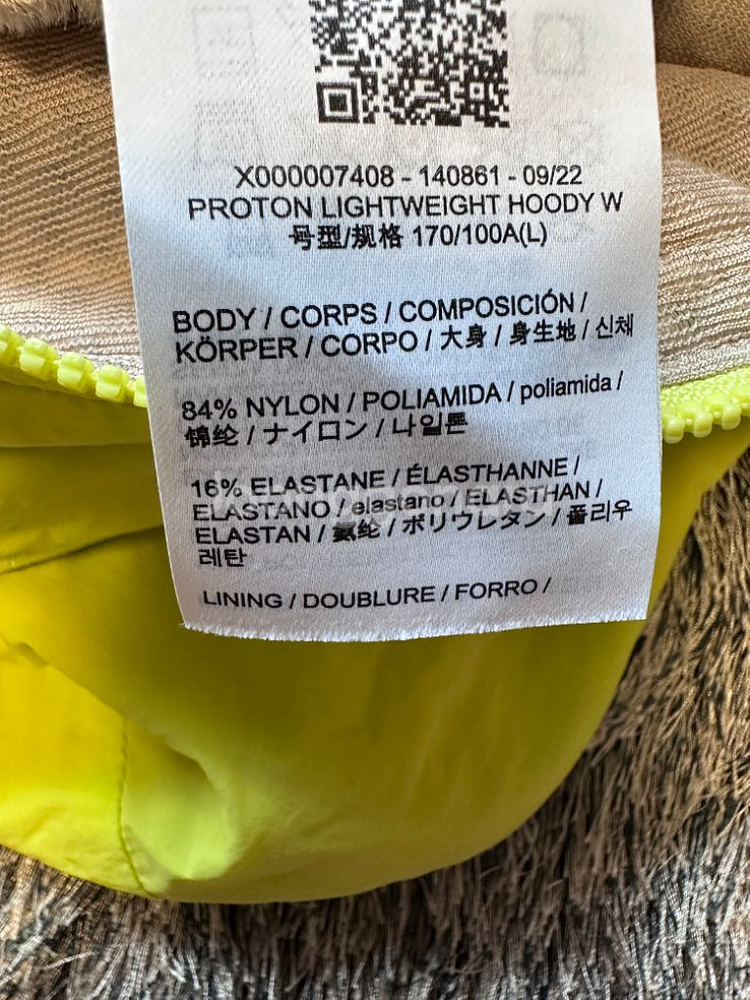 X000007408 - 140861 - 09/22
PROTON LIGHTWEIGHT HOODY W
号型/规格 170/100A(L)
BODY / CORPS / COMPOSICIÓN /
KÖRPER / CORPO / 大身 / 身生地 / 신체
84% NYLON / POLIAMIDA / poliamida /
锦纶 / ナイロン / 나일론
16% ELASTANE / ÉLASTHANNE /
ELASTANO / elastano / ELASTHAN /
ELASTAN / 氨纶 / ポリウレタン / 폴리우
레탄
LINING / DOUBLURE / FORRO /